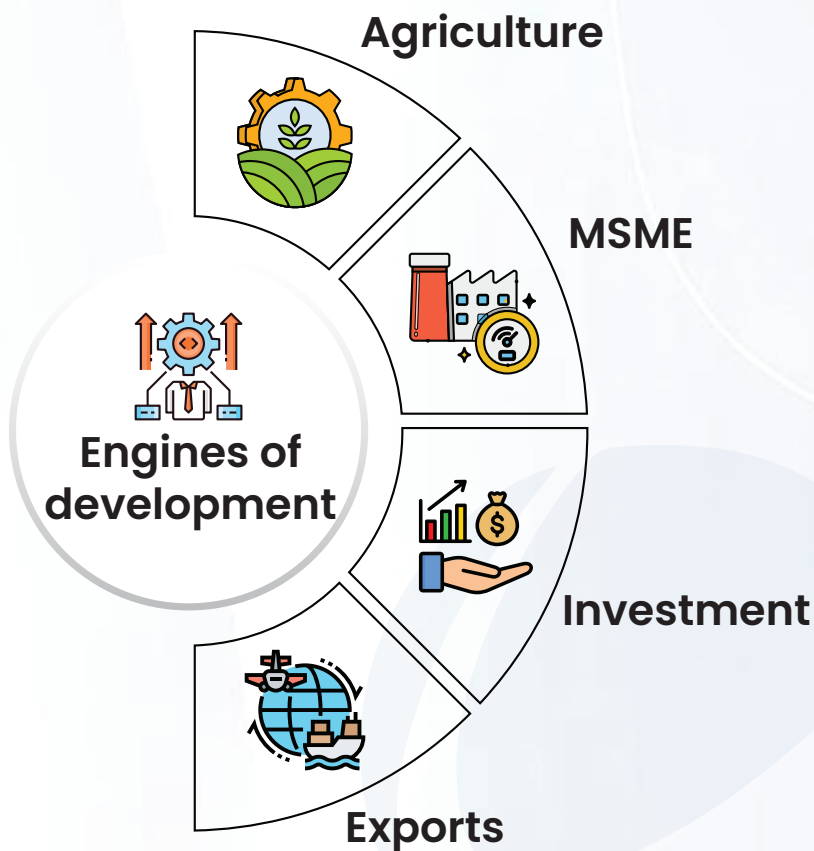 Agriculture
MSME
Engines of
development
Investment
Exports